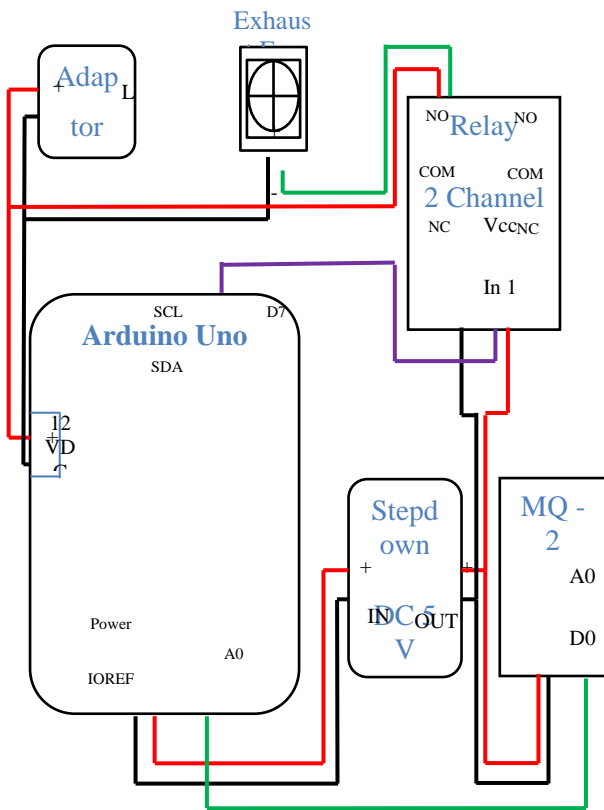 Exhaus
Adap
tor
+
L
-
NO
NO
Relay
COM
COM
2 Channel
NC
Vcc
NC
In 1
SCL
D7
Arduino Uno
SDA
12
+
VD
Stepd
own
+
+
IN
OUT
DC 5
V
MQ -
2
A0
D0
Power
A0
IOREF